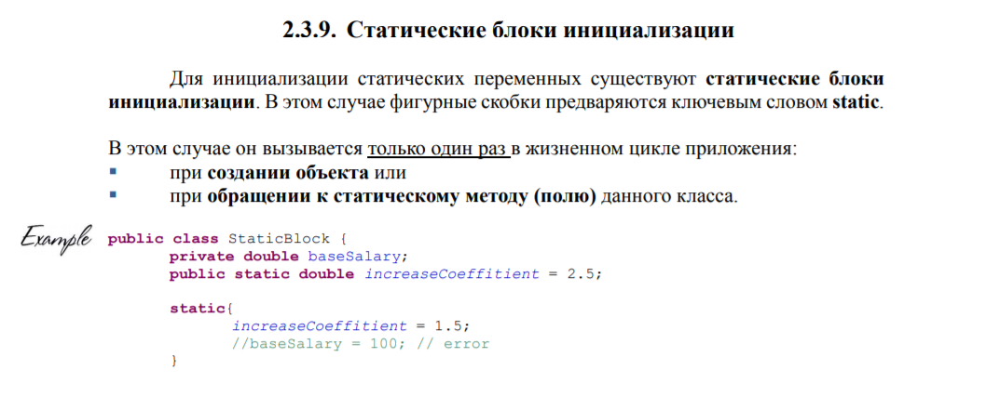 2.3.9. Статические блоки инициализации
Для инициализации статических переменных существуют статические блоки
инициализации. В этом случае фигурные скобки предваряются ключевым словом static.
В этом случае он вызывается только один раз в жизненном цикле приложения:
▪ при создании объекта или
▪ при обращении к статическому методу (полю) данного класса.
Example
public class StaticBlock {
private double baseSalary;
public static double increaseCoeffitient = 2.5;
static{
increaseCoeffitient = 1.5;
//baseSalary = 100; // error
}